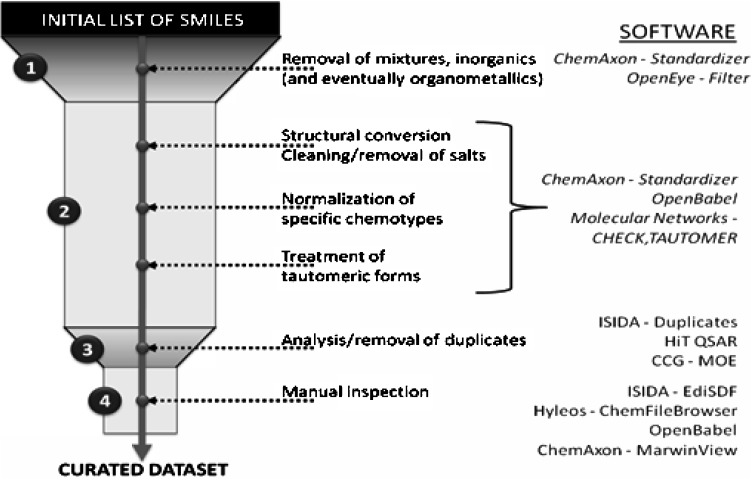 INITIAL LIST OF SMILES
SOFTWARE
1
Removal of mixtures, inorganics
(and eventually organometallics)
ChemAxon - Standardizer
OpenEye - Filter
Structural conversion
Cleaning/removal of salts
2
Normalization of
specific chemotypes
ChemAxon - Standardizer
OpenBabel
Molecular Networks -
CHECK,TAUTOMER
Treatment of
tautomeric forms
3
Analysis/removal of duplicates
ISIDA - Duplicates
HiT QSAR
CCG - MOE
4
Manual inspection
ISIDA - EdiSDF
Hyleos - ChemFileBrowser
OpenBabel
ChemAxon - MarwinView
CURATED DATASET